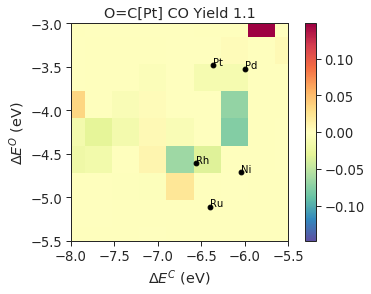 O=C[Pt] CO Yield 1.1
ΔE^O (eV)
−3.0
−3.5
−4.0
−4.5
−5.0
−5.5
Pt
Pd
Rh
Ni
Ru
−8.0 −7.5 −7.0 −6.5 −6.0 −5.5
ΔE^C (eV)
0.10
0.05
0.00
−0.05
−0.10